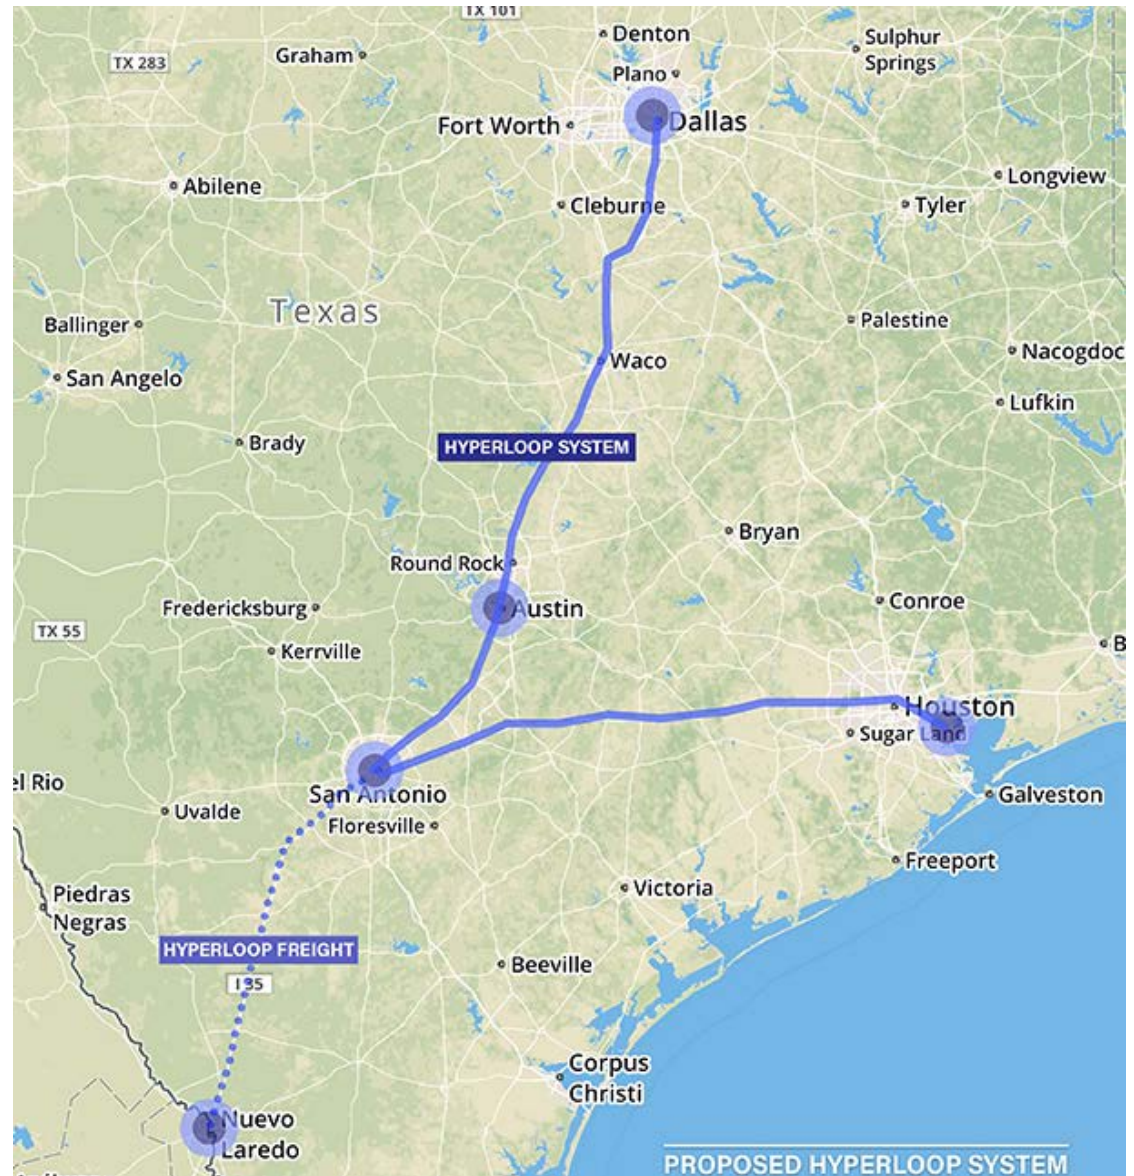 TX 101
Denton
Sulphur
Springs
Graham
TX 283
Plano
Dallas
Fort Worth
Longview
Abilene
Cleburne
Tyler
Texas
Palestine
Ballinger
Nacogdoc
Waco
San Angelo
Lufkin
HYPERLOOP SYSTEM
Brady
Bryan
Round Rock
Conroe
Fredericksburg
Austin
TX 55
B
Kerrville
Houston
Sugar Land
el Rio
San Antonio
Galveston
Uvalde
Floresville
Freeport
Piedras
Negras
Victoria
HYPERLOOP FREIGHT
Beeville
I 35
Corpus
Christi
Nuevo
Laredo
PROPOSED HYPERLOOP SYSTEM